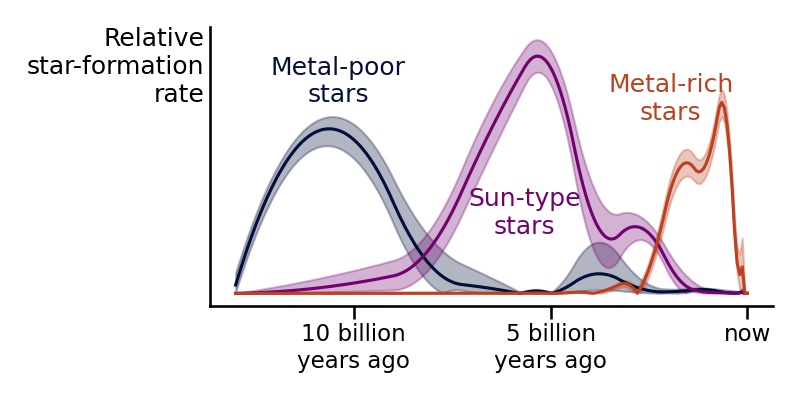 Relative
star-formation
rate
Metal-poor
stars
Metal-rich
stars
Sun-type
stars
10 billion
years ago
5 billion
years ago
now